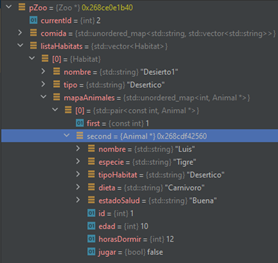 pZoo = {Zoo *} 0x268ce0e1b40
currentId = {int} 2
comida = {std::unordered_map<std::string, std::vector<std::string>>}
listaHabitats = {std::vector<Habitat>}
[0] = {Habitat}
nombre = {std::string} "Desierto1"
tipo = {std::string} "Desertico"
mapaAnimales = {std::unordered_map<int, Animal *>}
[0] = {std::pair<const int, Animal *>}
first = {const int} 1
second = {Animal *} 0x268cdf42560
nombre = {std::string} "Luis"
especie = {std::string} "Tigre"
tipoHabitat = {std::string} "Desertico"
dieta = {std::string} "Carnivoro"
estadoSalud = {std::string} "Buena"
id = {int} 1
edad = {int} 10
horasDormir = {int} 12
jugar = {bool} false